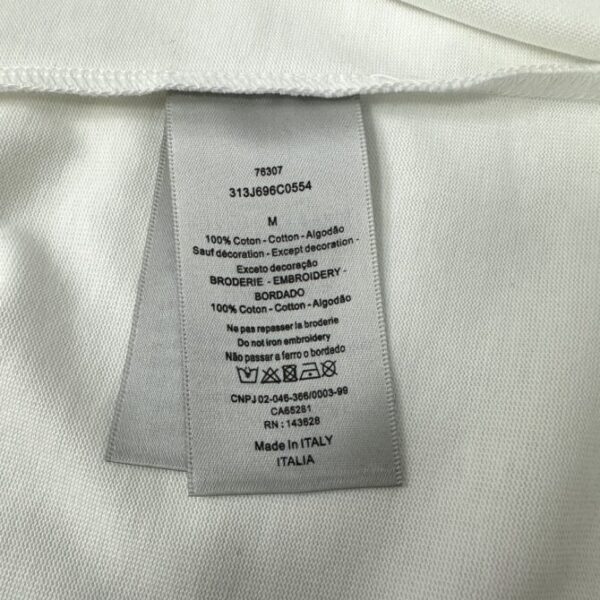 76307
313J696C0554
M
100% Coton - Cotton - Algodão
Sauf décoration - Except decoration -
Exceto decoração
BRODERIE - EMBROIDERY -
BORDADO
100% Coton - Cotton - Algodão
Ne pas repasser la broderie
Do not iron embroidery
Não passar a ferro o bordado
CNPJ 02-046-366/0003-99
CA65281
RN : 143628
Made In ITALY
ITALIA